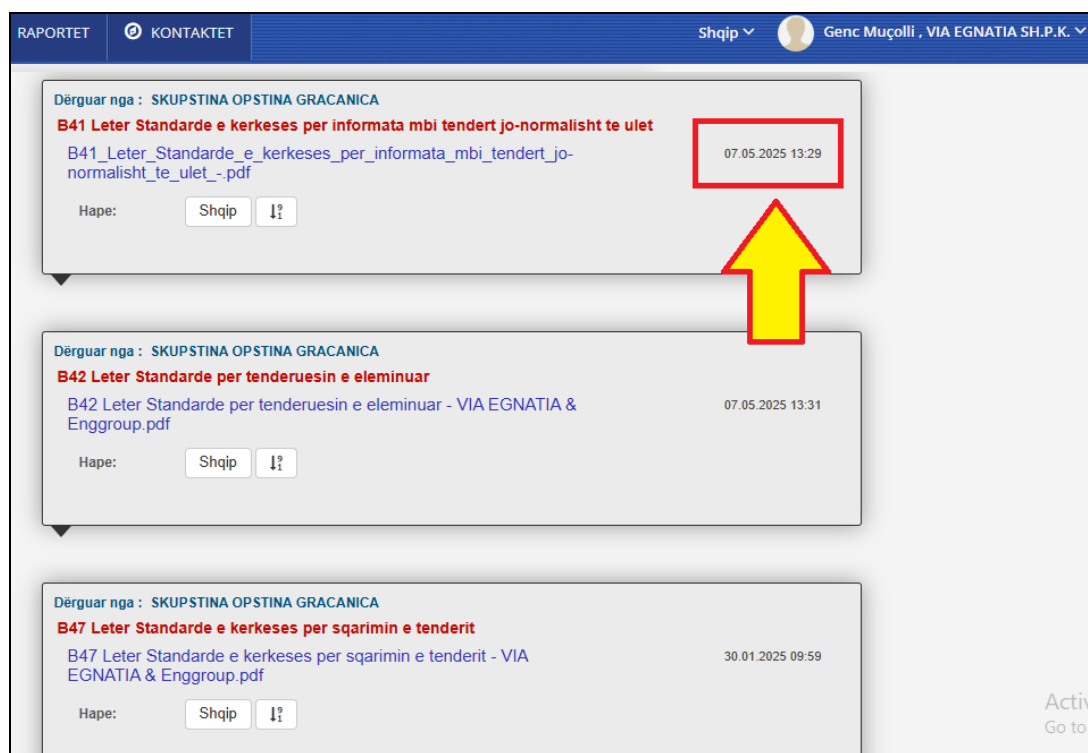 RAPORTET KONTAKTET Shqip Genc Muçolli , VIA EGNATIA SH.P.K.
Dërguar nga : SKUPSTINA OPSTINA GRACANICA
B41 Leter Standarde e kerkeses per informata mbi tendert jo-normalisht te ulet
B41_Leter_Standarde_e_kerkeses_per_informata_mbi_tendert_jo-
normalisht_te_ulet_-.pdf
07.05.2025 13:29
Hape: Shqip
Dërguar nga : SKUPSTINA OPSTINA GRACANICA
B42 Leter Standarde per tenderuesin e eleminuar
B42 Leter Standarde per tenderuesin e eleminuar - VIA EGNATIA &
Enggroup.pdf
07.05.2025 13:31
Hape: Shqip
Dërguar nga : SKUPSTINA OPSTINA GRACANICA
B47 Leter Standarde e kerkeses per sqarimin e tenderit
B47 Leter Standarde e kerkeses per sqarimin e tenderit - VIA
EGNATIA & Enggroup.pdf
30.01.2025 09:59
Hape: Shqip
Activ
Go to